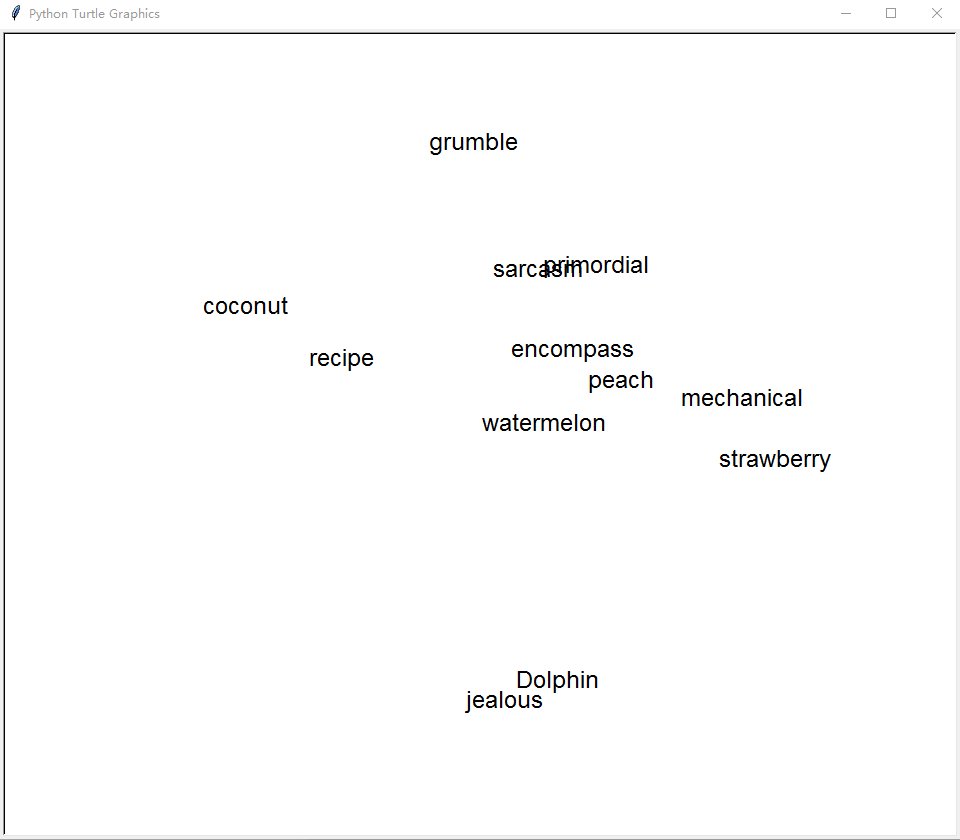 Python Turtle Graphics
grumble
primordial
sarcasm
coconut
encompass
recipe
peach
mechanical
watermelon
strawberry
Dolphin
jealous